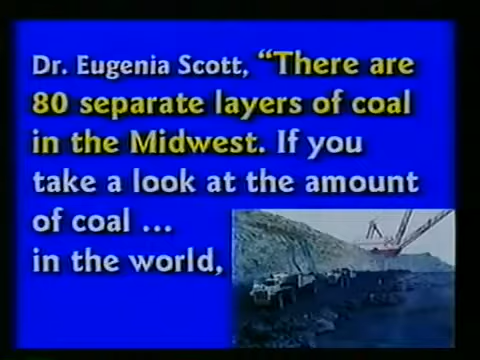 Dr. Eugenia Scott, “There are
80 separate layers of coal
in the Midwest. If you
take a look at the amount
of coal ...
in the world,